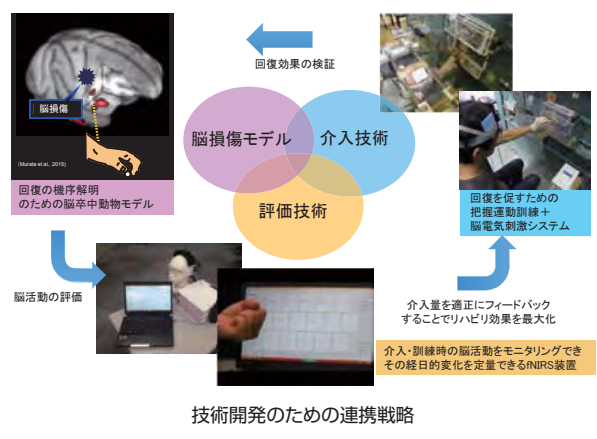 回復効果の検証
脳損傷
(Murata et al., 2015)
回復の機序解明
のための脳卒中動物モデル
脳損傷モデル
介入技術
評価技術
回復を促すための
把握運動訓練＋
脳電気刺激システム
脳活動の評価
介入量を適正にフィードバック
することでリハビリ効果を最大化
介入・訓練時の脳活動をモニタリングでき
その経日的変化を定量できるfNIRS装置
技術開発のための連携戦略